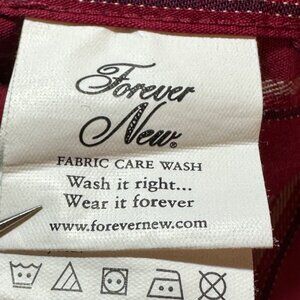 Forever
New®
FABRIC CARE WASH
Wash it right...
Wear it forever
www.forevernew.com